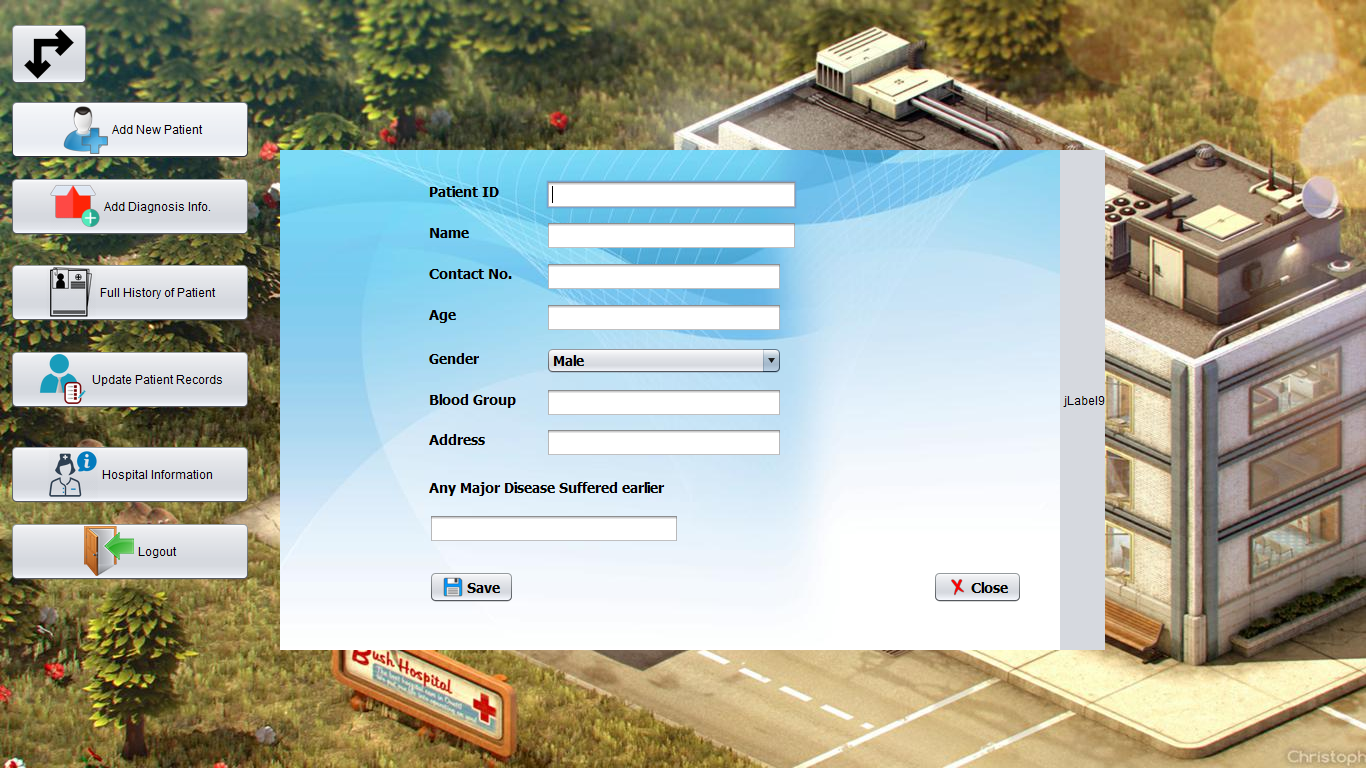 Add New Patient
Add Diagnosis Info.
Full History of Patient
Update Patient Records
Hospital Information
Logout
Patient ID
Name
Contact No.
Age
Gender
Male
Blood Group
Address
Any Major Disease Suffered earlier
Save
Close
jLabel9
Bush Hospital
Christoph